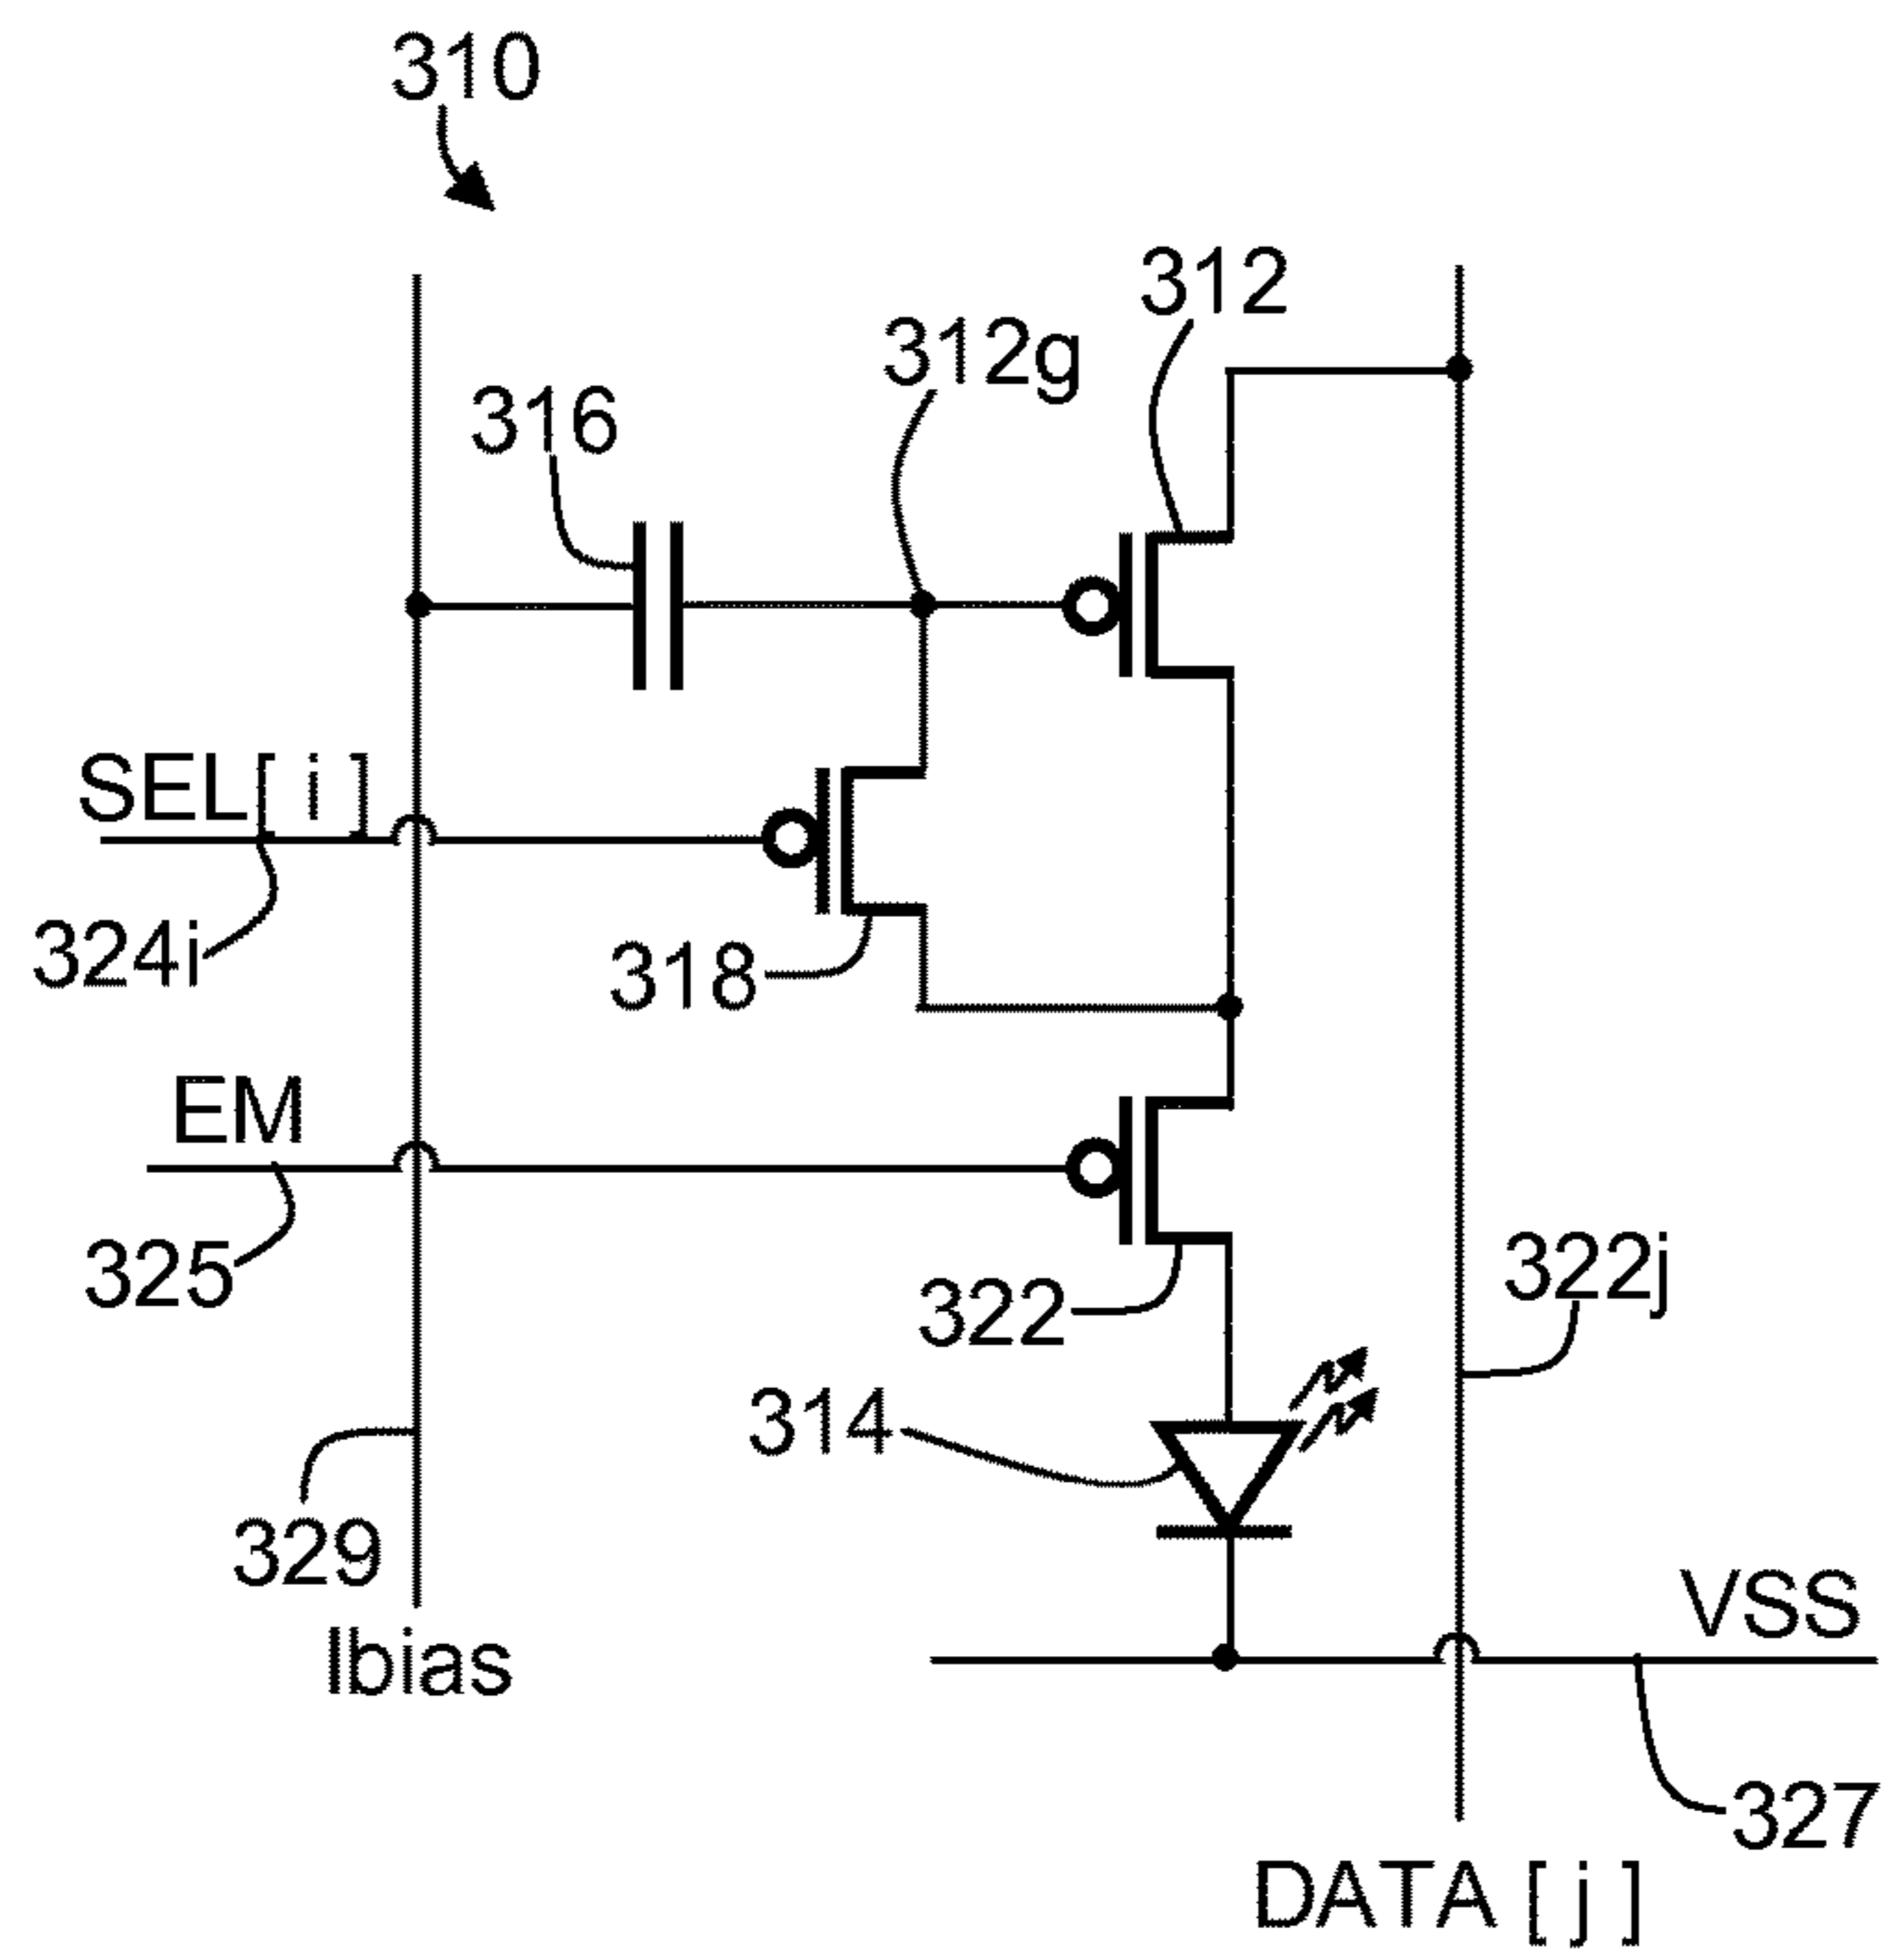 310
312
312g
316
SEL[ i ]
324i
318
EM
325
322
322j
314
329
Ibias
VSS
327
DATA [ j ]